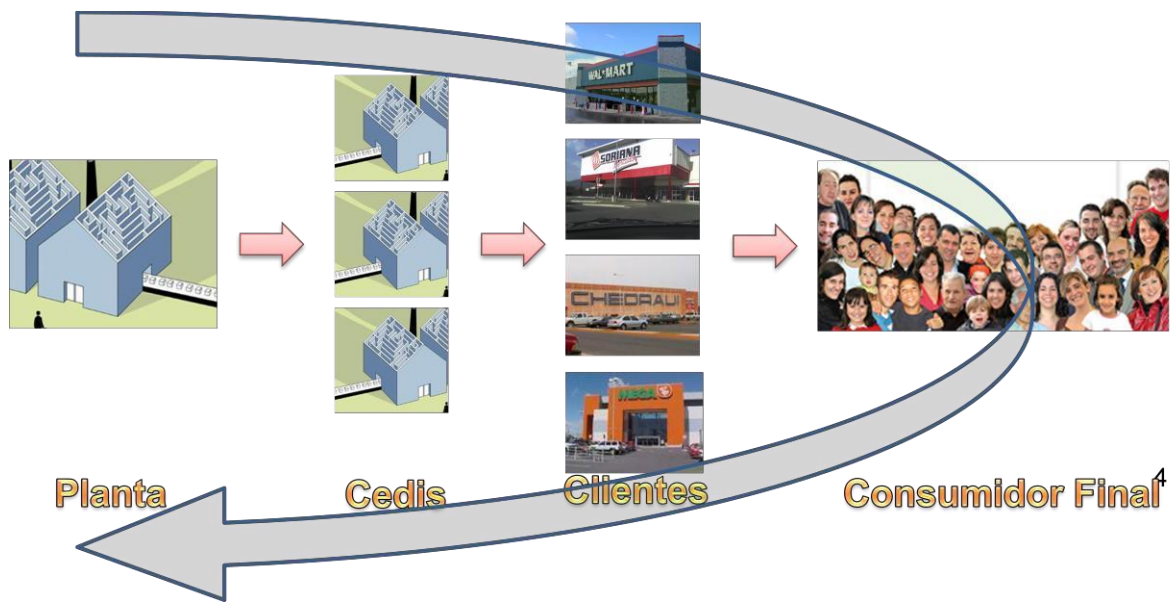 WAL★MART
SORIANA
CHEDRAUI
MEGA
Planta
Cedis
Clientes
Consumidor Final
4